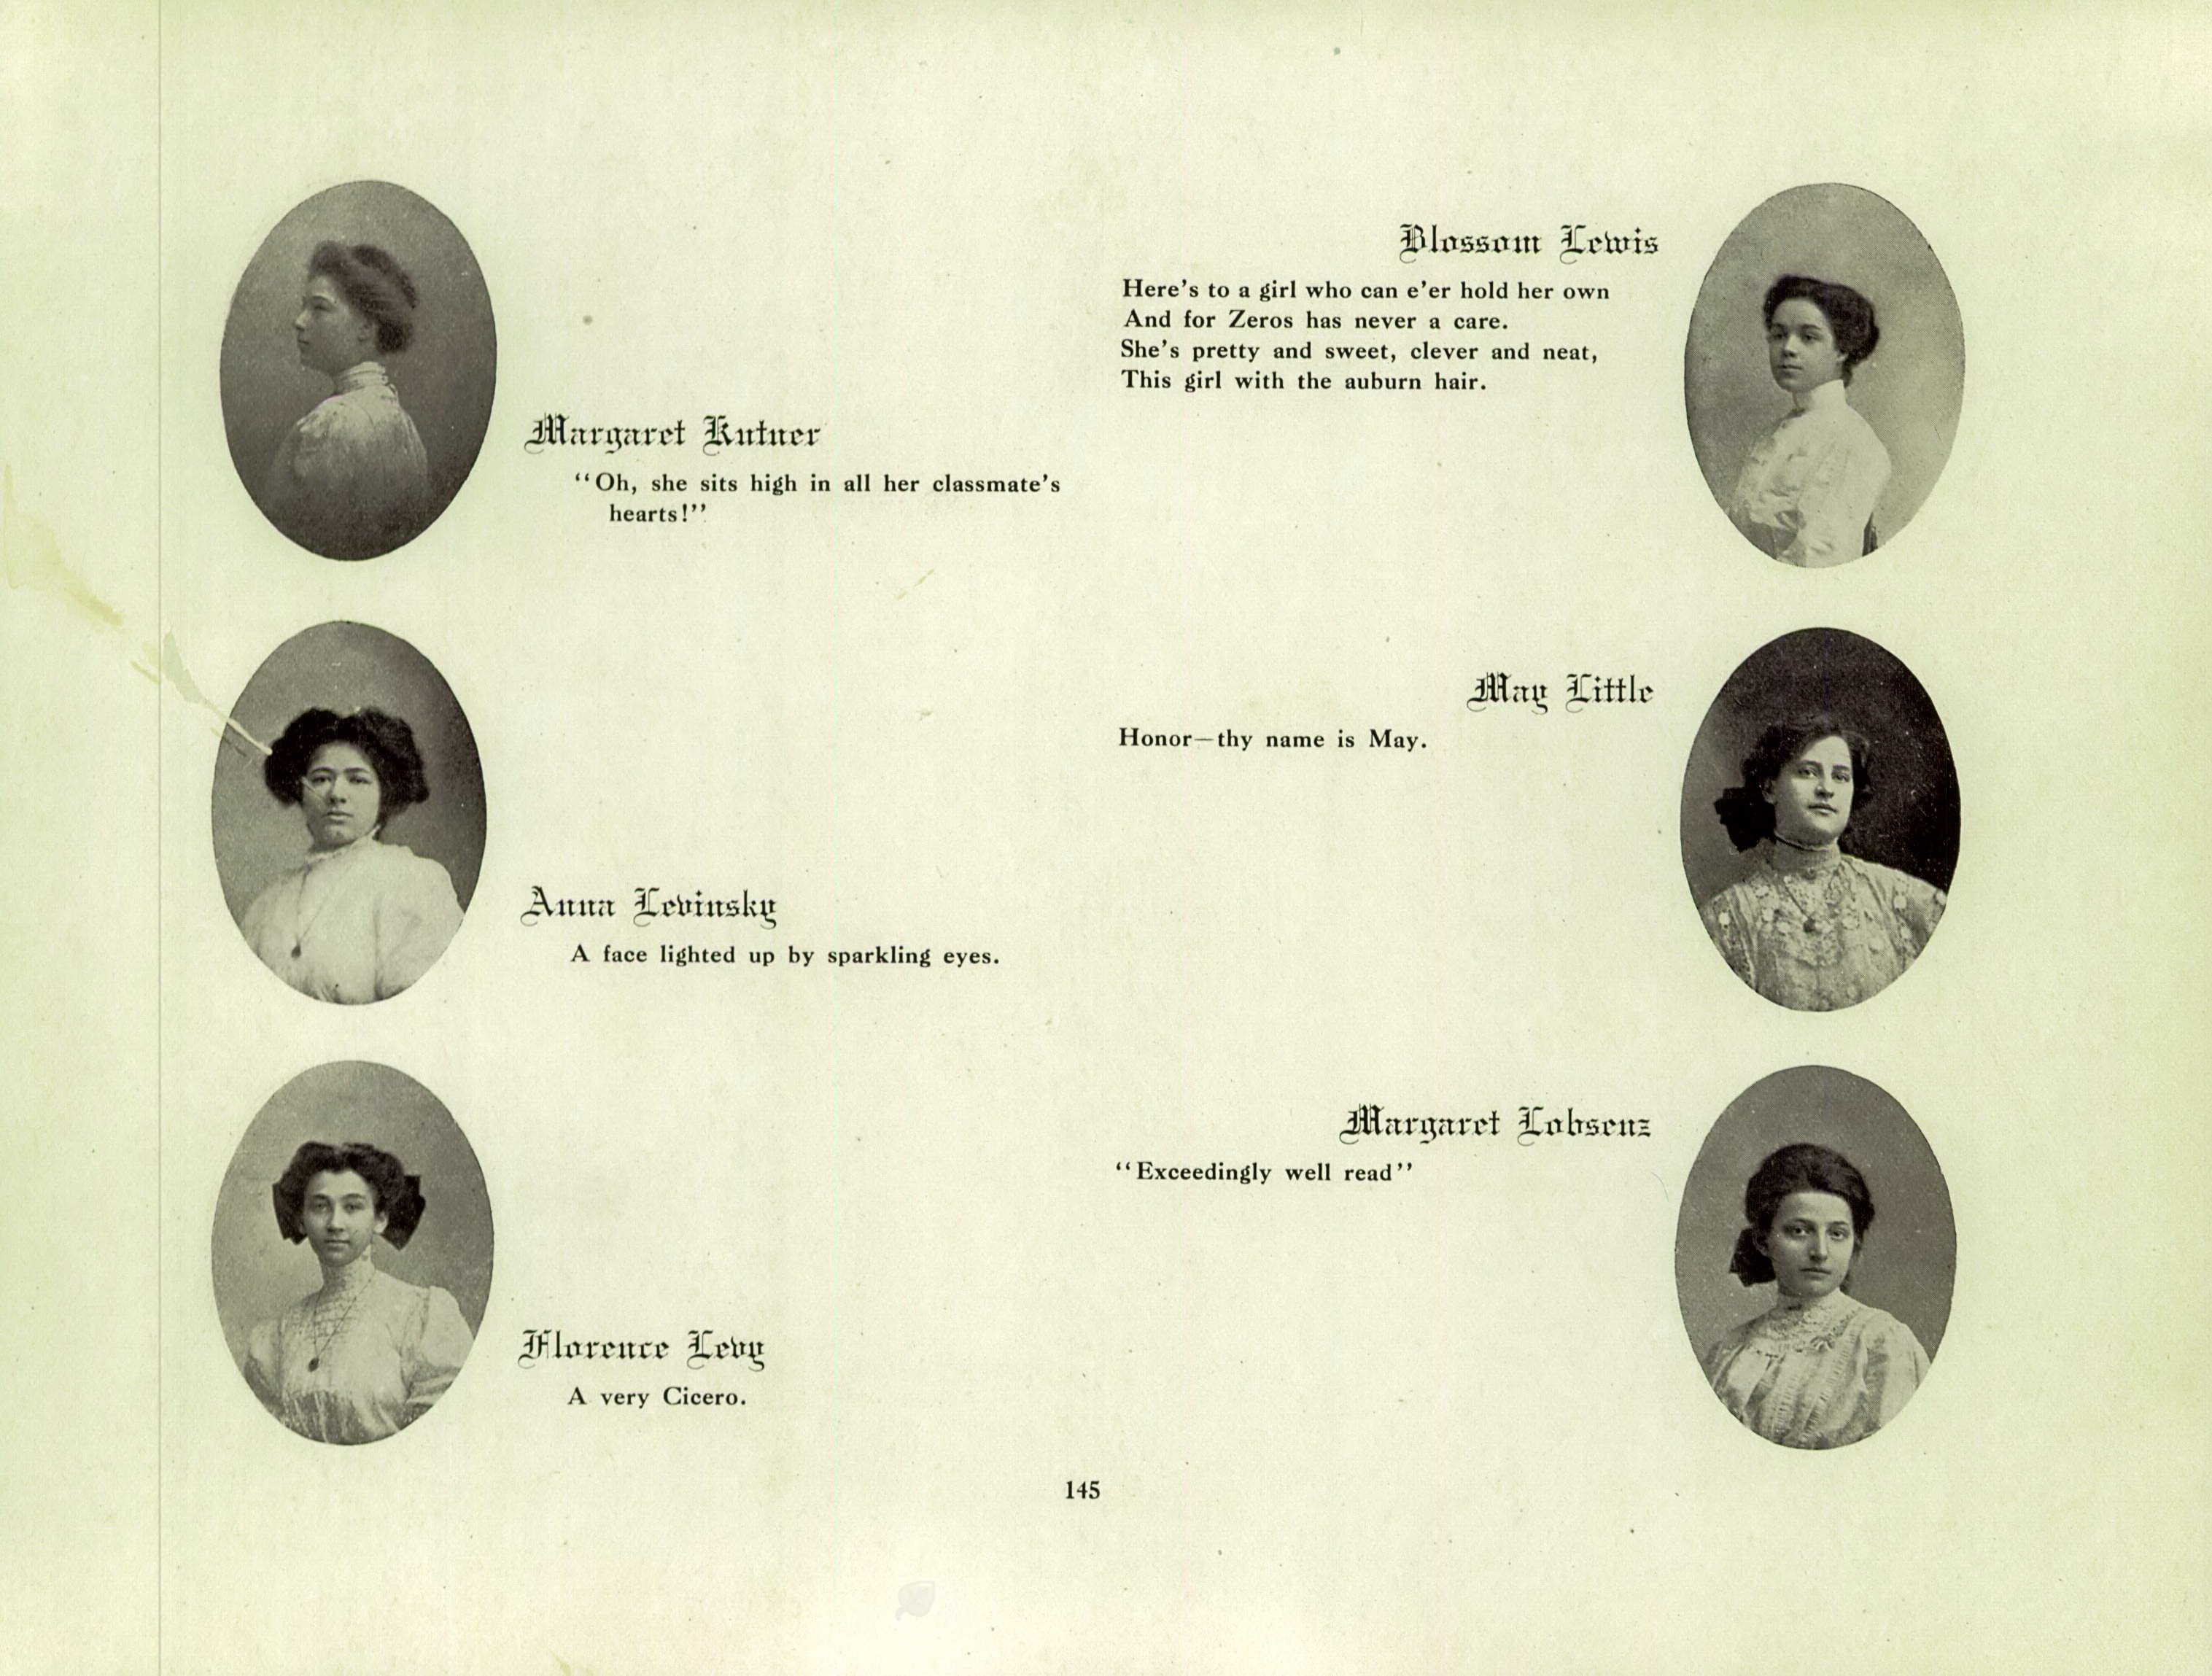 Margaret Kutner
“Oh, she sits high in all her classmate’s
hearts!”
Anna Levinsky
A face lighted up by sparkling eyes.
Florence Levy
A very Cicero.
Blossom Lewis
Here’s to a girl who can e’er hold her own
And for Zeros has never a care.
She’s pretty and sweet, clever and neat,
This girl with the auburn hair.
May Little
Honor—thy name is May.
Margaret Lobsenz
“Exceedingly well read”
145